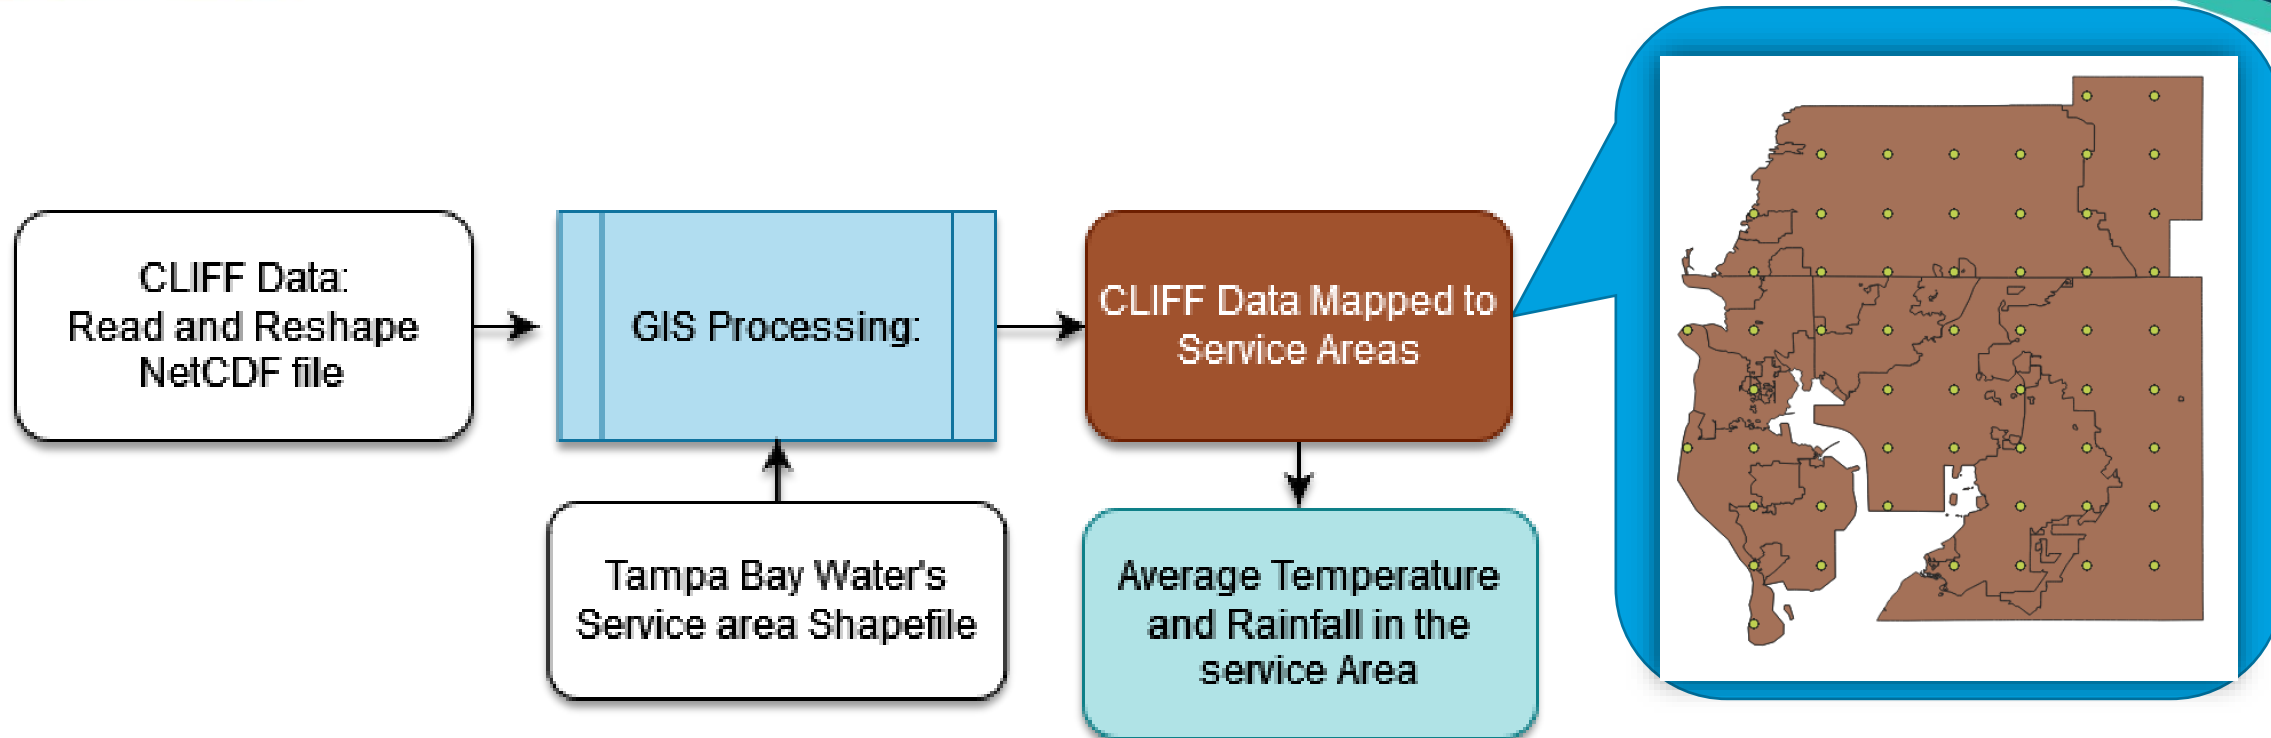 CLIFF Data:
Read and Reshape
NetCDF file
GIS Processing:
CLIFF Data Mapped to
Service Areas
Tampa Bay Water's
Service area Shapefile
Average Temperature
and Rainfall in the
service Area